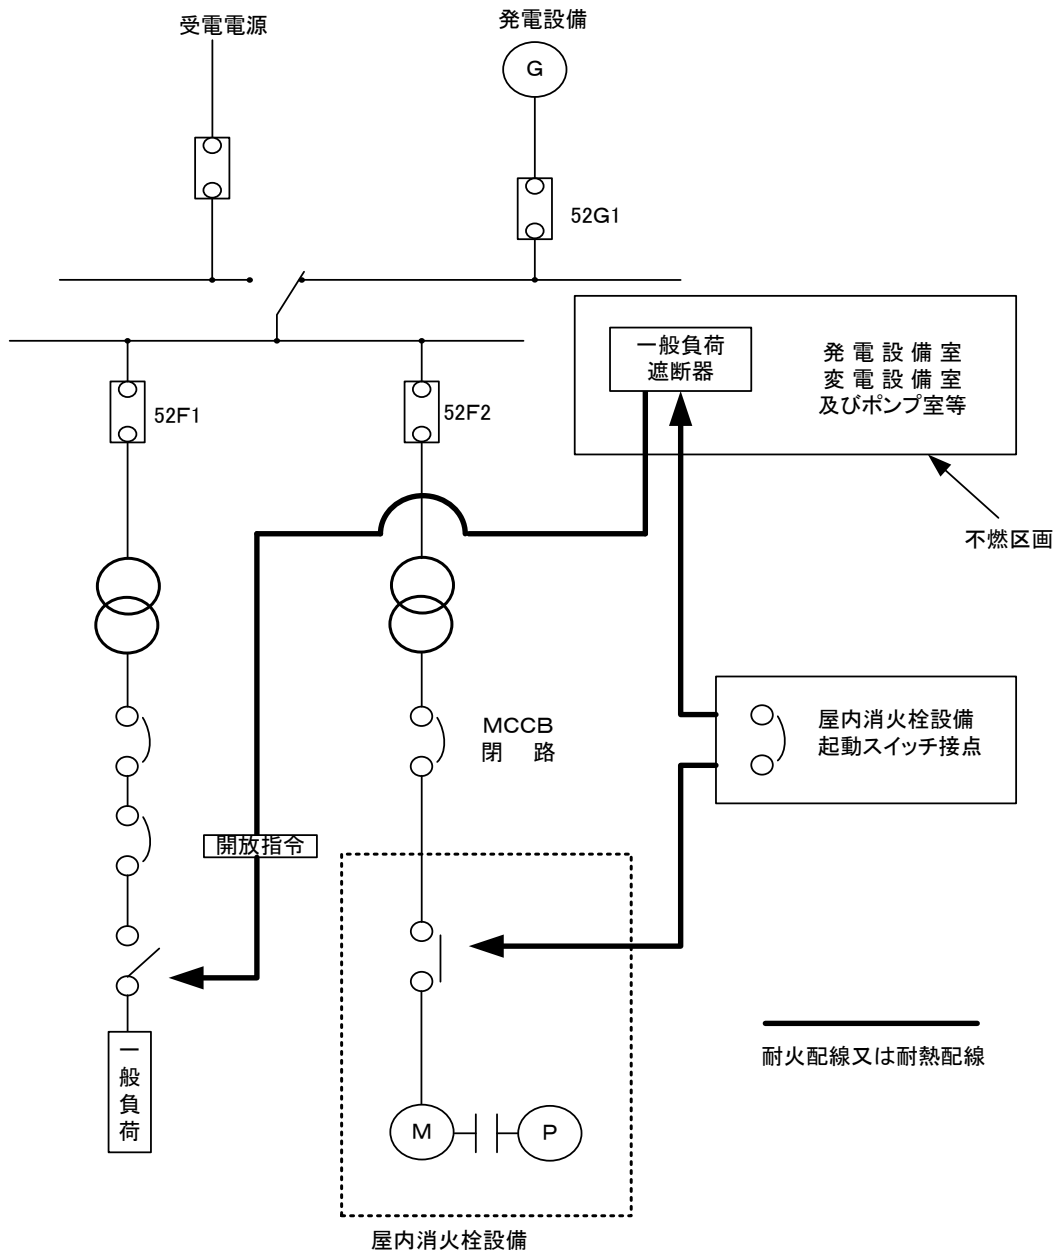 受電電源
発電設備
G
52G1
一般負荷
遮断器
発電設備室
変電設備室
及びポンプ室等
52F1
52F2
不燃区画
MCCB
閉路
屋内消火栓設備
起動スイッチ接点
開放指令
一般負荷
耐火配線又は耐熱配線
M
P
屋内消火栓設備